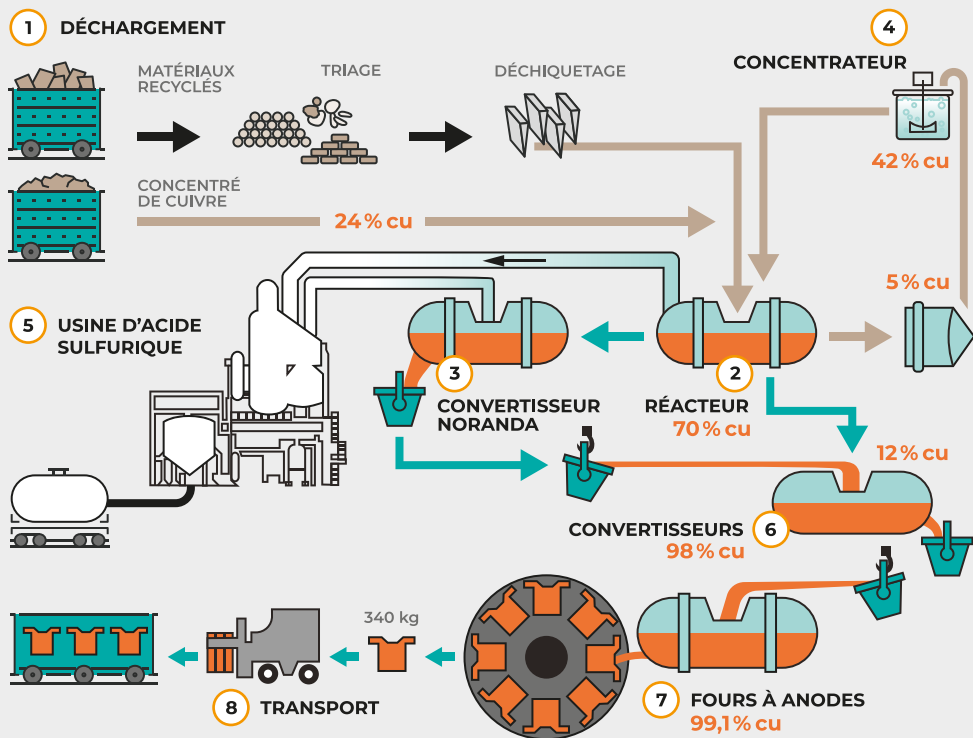 1 DÉCHARGEMENT
MATÉRIAUX
RECYCLÉS
TRIAGE
DÉCHIQUETAGE
4
CONCENTRATEUR
42 % cu
CONCENTRÉ
DE CUIVRE
24 % cu
5 % cu
5 USINE D'ACIDE
SULFURIQUE
3
CONVERTISSEUR
NORANDA
2
RÉACTEUR
70 % cu
12 % cu
CONVERTISSEURS 6
98 % cu
340 kg
8 TRANSPORT
7 FOURS À ANODES
99,1 % cu